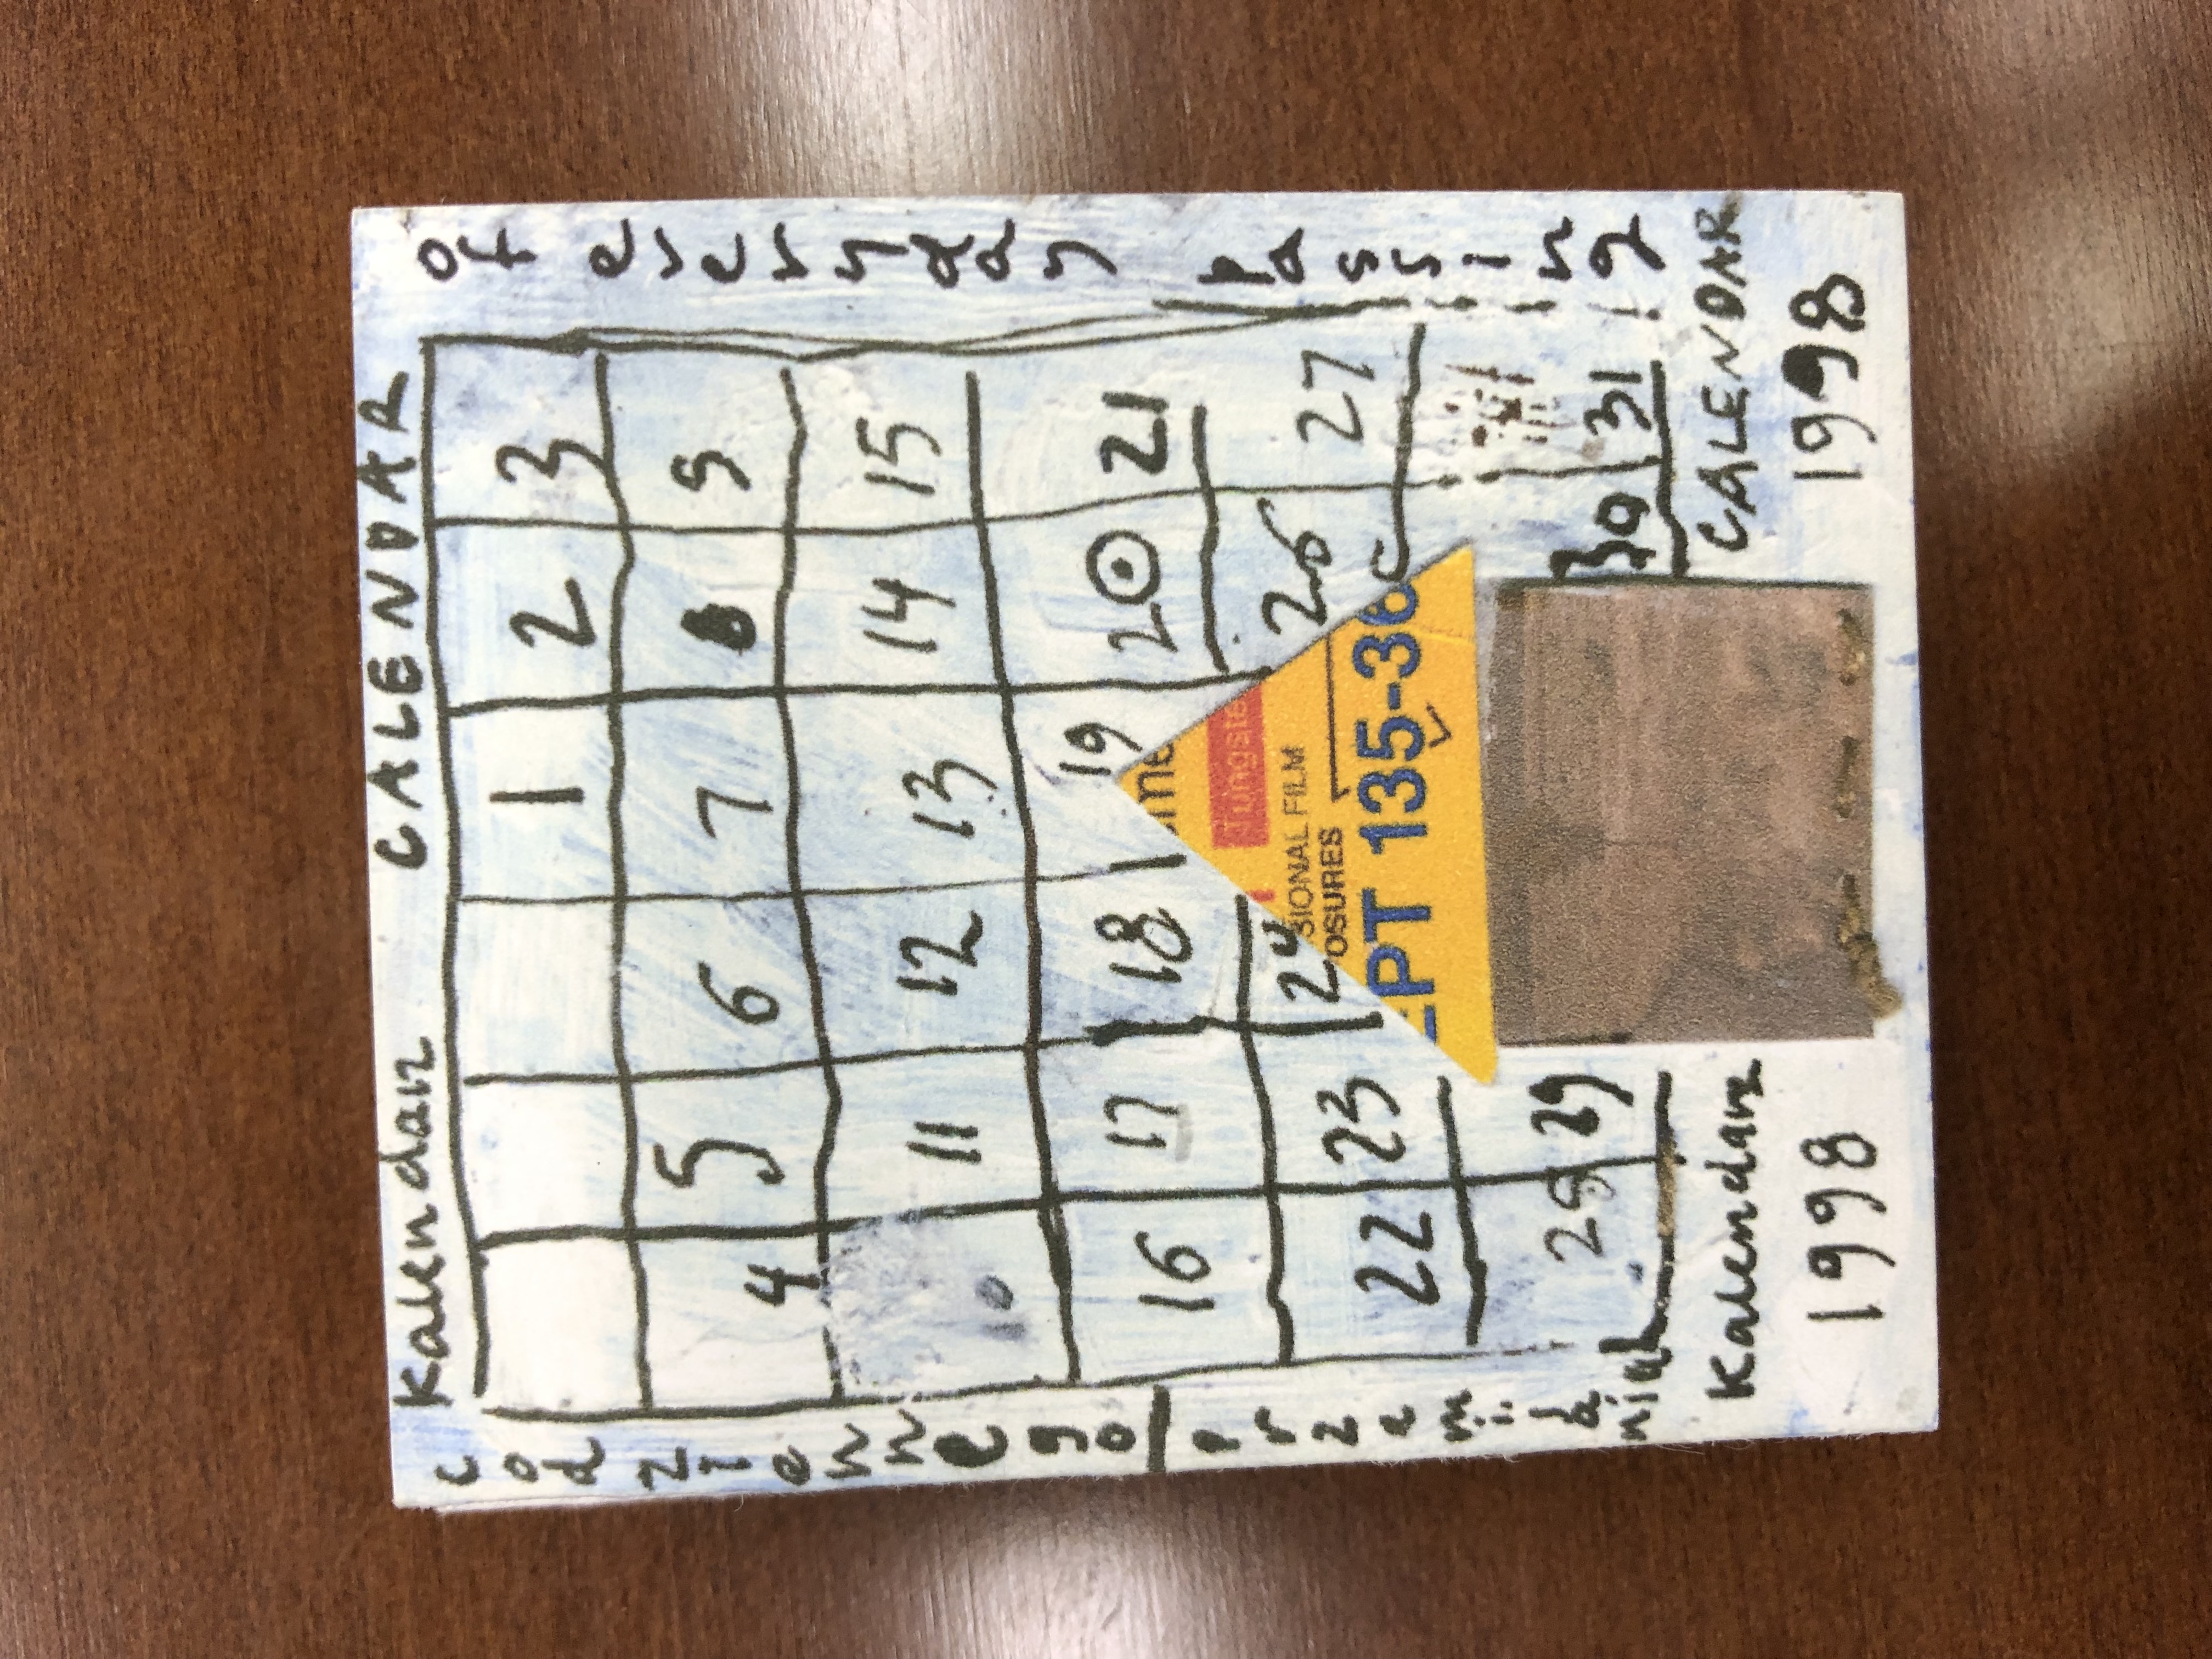 Kalendarz CALENDAR
codziennego przemijania
of everyday passing
1 2 3
4 5 6 7 8 9
10 11 12 13 14 15
16 17 18 19 20 21
22 23 24 26 27
28 29 30 31
Tungste
SIONAL FILM
OSURES
EPT 135-36
Kalendarz CALENDAR
1998 1998